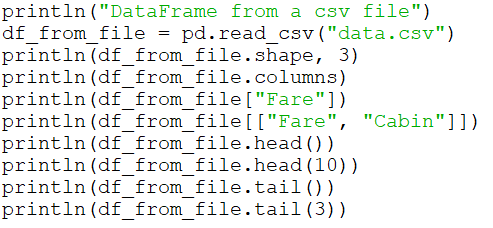 println("DataFrame from a csv file")
df_from_file = pd.read_csv("data.csv")
println(df_from_file.shape, 3)
println(df_from_file.columns)
println(df_from_file["Fare"])
println(df_from_file[["Fare", "Cabin"]])
println(df_from_file.head())
println(df_from_file.head(10))
println(df_from_file.tail())
println(df_from_file.tail(3))